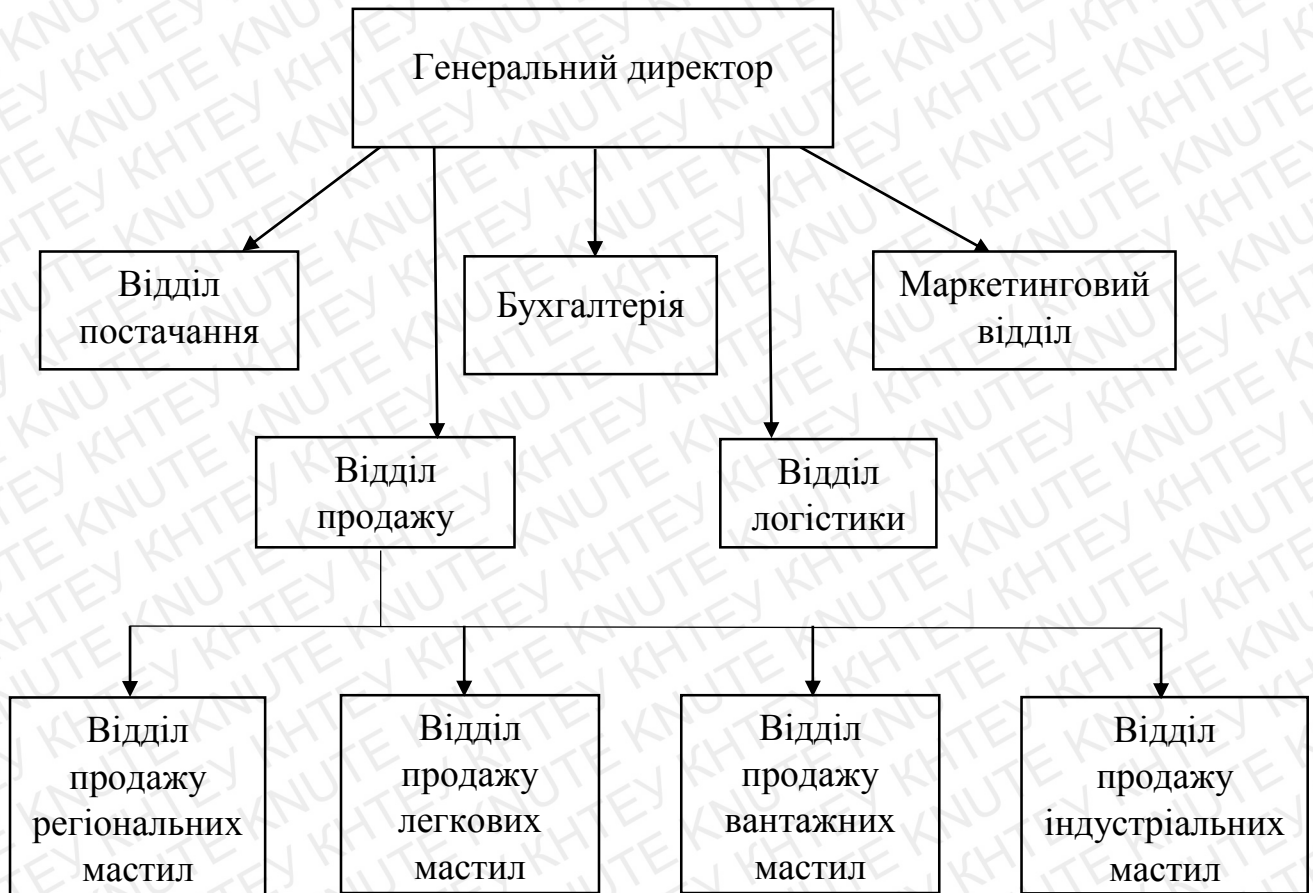 Генеральний директор
Відділ
постачання
Бухгалтерія
Маркетинговий
відділ
Відділ
продажу
Відділ
логістики
Відділ
продажу
регіональних
мастил
Відділ
продажу
легкових
мастил
Відділ
продажу
вантажних
мастил
Відділ
продажу
індустріальних
мастил